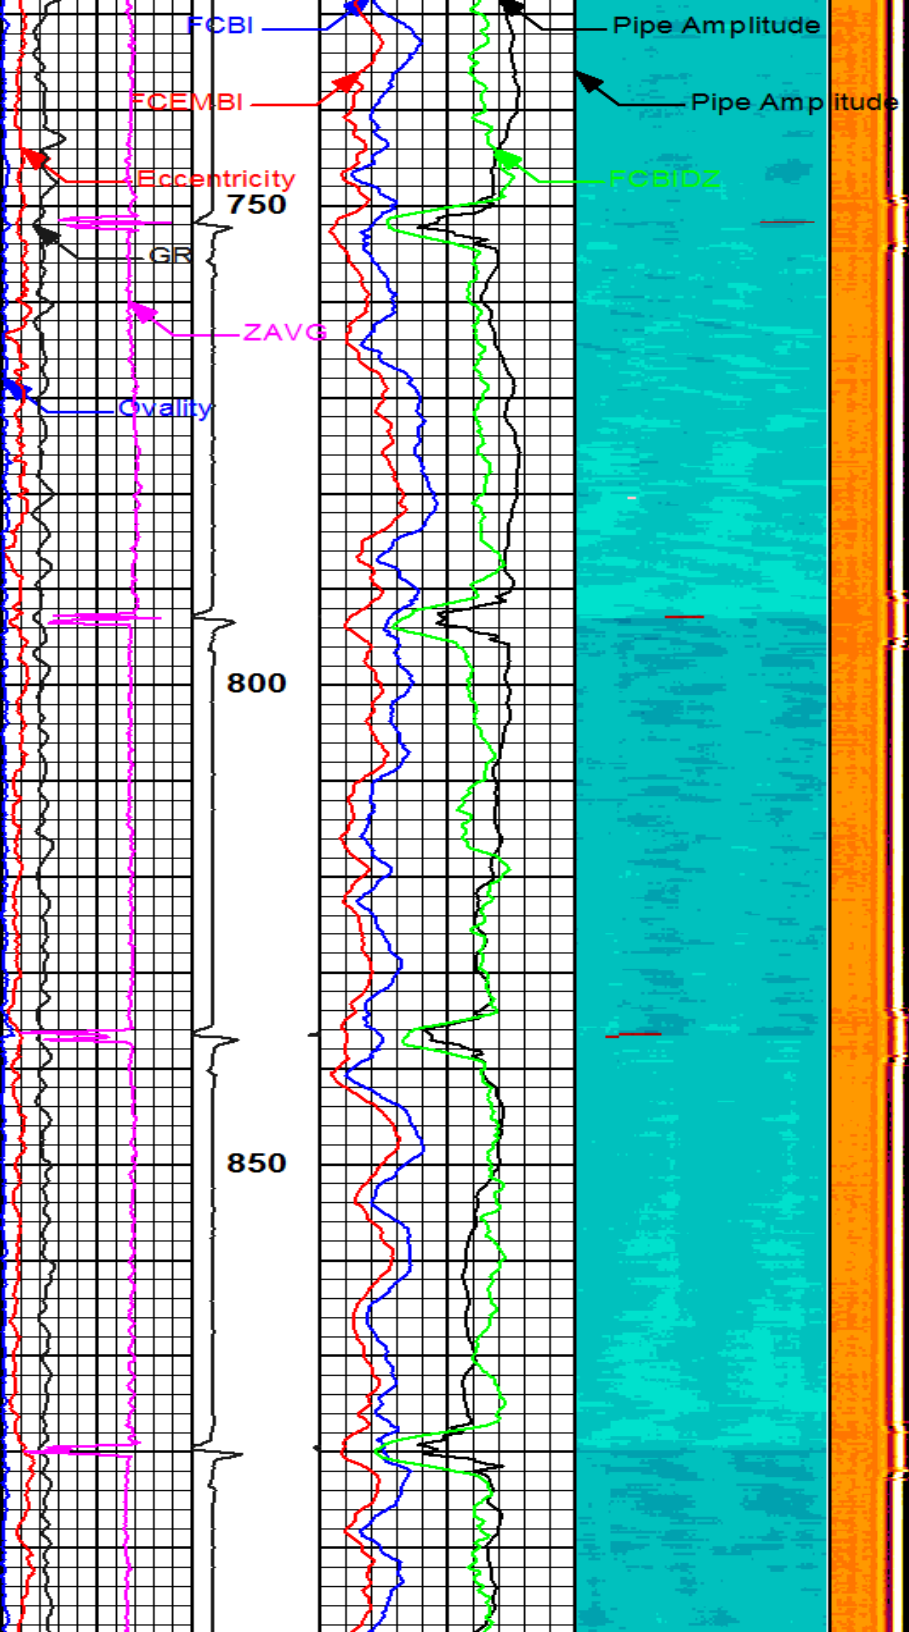 FCBI
Pipe Amplitude
FCEMBI
Pipe Amplitude
Eccentricity
FCBIDZ
750
GR
ZAVG
Ovality
800
850